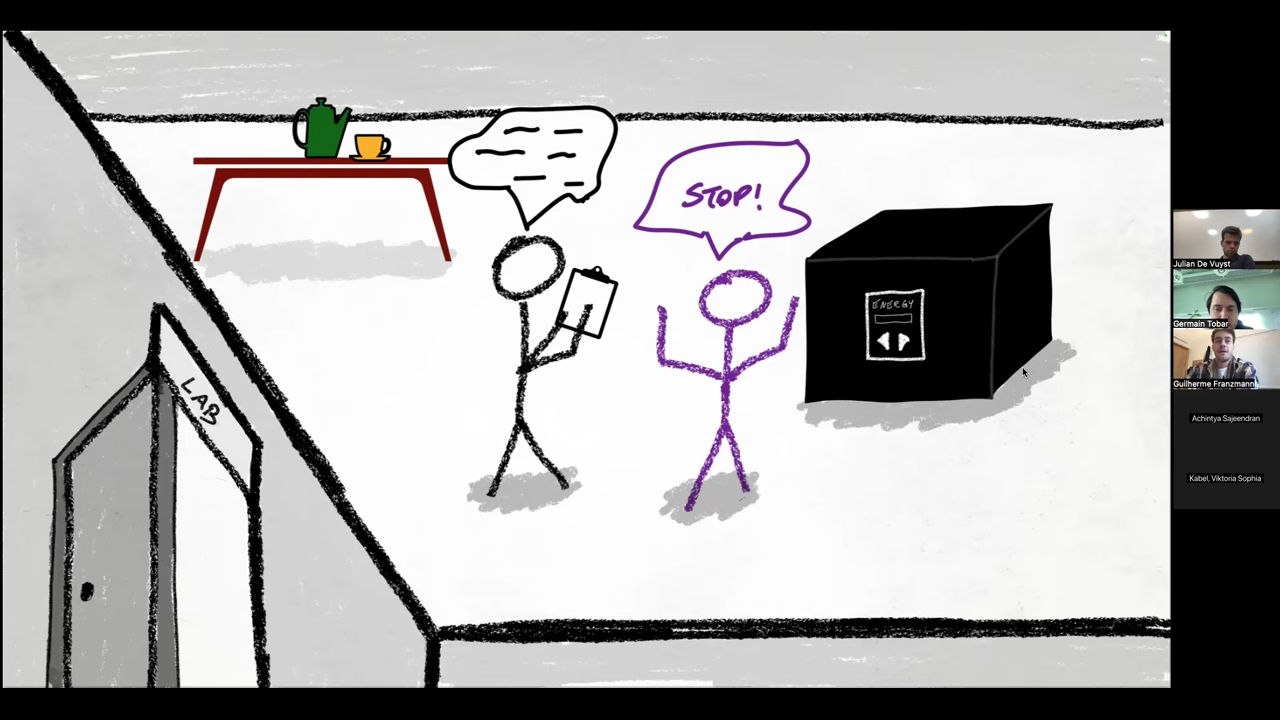 STOP!
ENERGY
LAB
Julian De Vuyst
Germain Tobar
Guilherme Franzmann
Achintya Sajeendran
Kabel, Viktoria Sophia